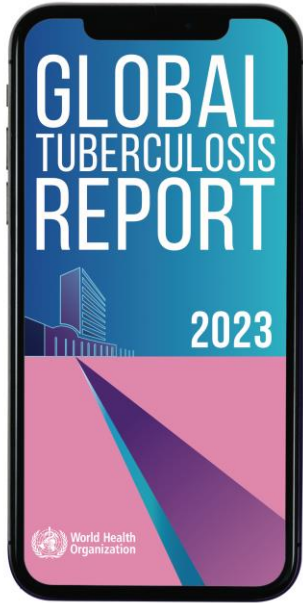 GLOBAL
TUBERCULOSIS
REPORT
2023
World Health
Organization